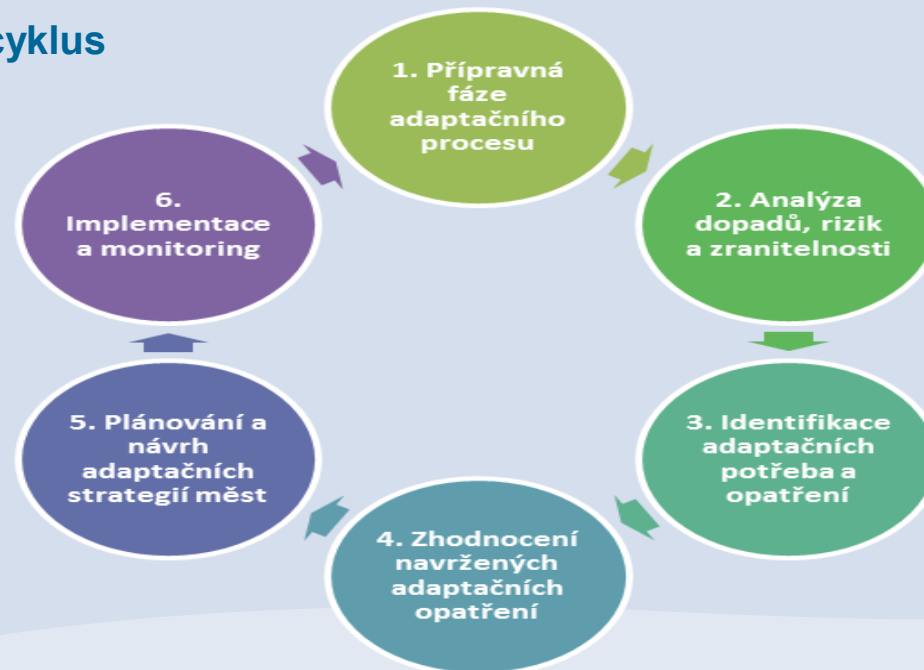 cyklus
1. Přípravná
fáze
adaptačního
procesu
2. Analýza
dopadů, rizik
a zranitelnosti
3. Identifikace
adaptačních
potřeba a
opatření
4. Zhodnocení
navržených
adaptačních
opatření
5. Plánování a
návrh
adaptačních
strategií měst
6.
Implementace
a monitoring